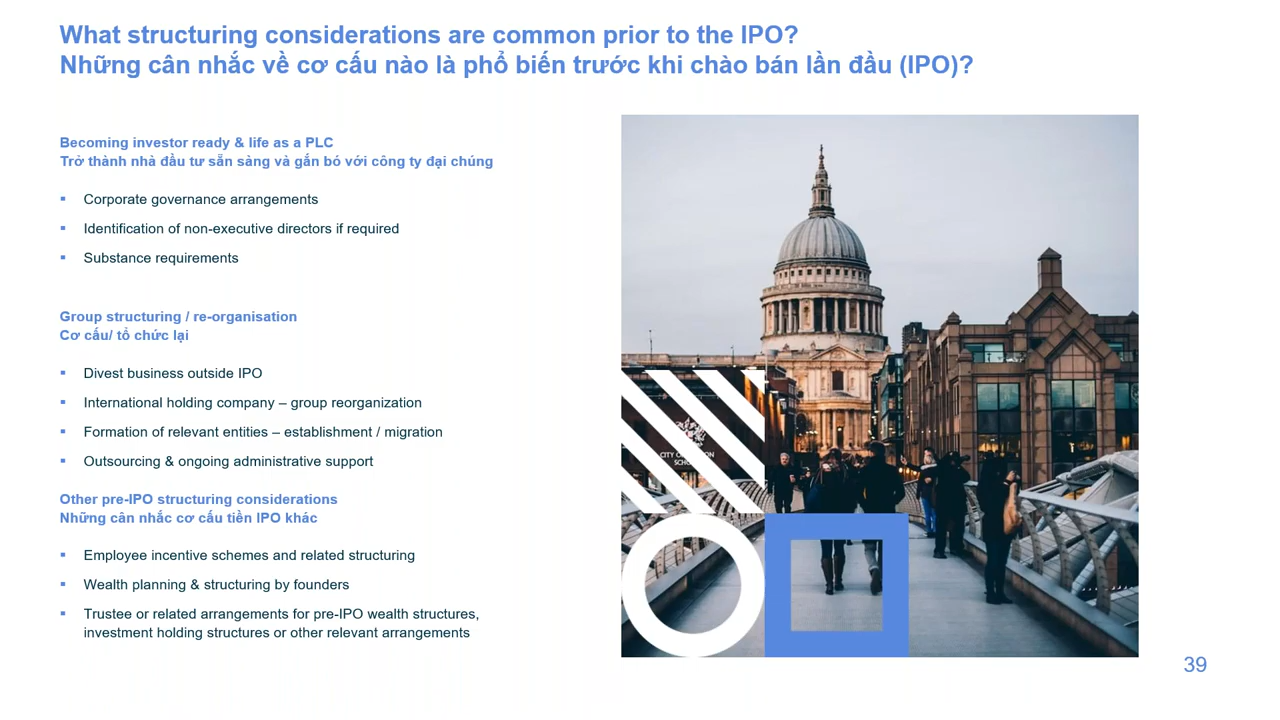 What structuring considerations are common prior to the IPO?
Những cân nhắc về cơ cấu nào là phổ biến trước khi chào bán lần đầu (IPO)?
Becoming investor ready & life as a PLC
Trở thành nhà đầu tư sẵn sàng và gắn bó với công ty đại chúng
▪ Corporate governance arrangements
▪ Identification of non-executive directors if required
▪ Substance requirements
Group structuring / re-organisation
Cơ cấu/ tổ chức lại
▪ Divest business outside IPO
▪ International holding company – group reorganization
▪ Formation of relevant entities – establishment / migration
▪ Outsourcing & ongoing administrative support
Other pre-IPO structuring considerations
Những cân nhắc cơ cấu tiền IPO khác
▪ Employee incentive schemes and related structuring
▪ Wealth planning & structuring by founders
▪ Trustee or related arrangements for pre-IPO wealth structures,
investment holding structures or other relevant arrangements
39